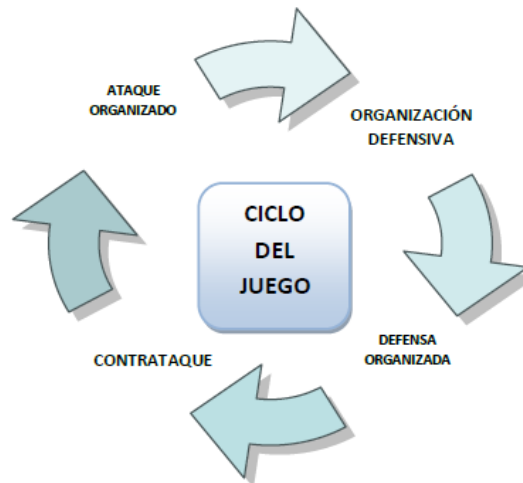 ATAQUE
ORGANIZADO
ORGANIZACIÓN
DEFENSIVA
CICLO
DEL
JUEGO
DEFENSA
ORGANIZADA
CONTRATAQUE